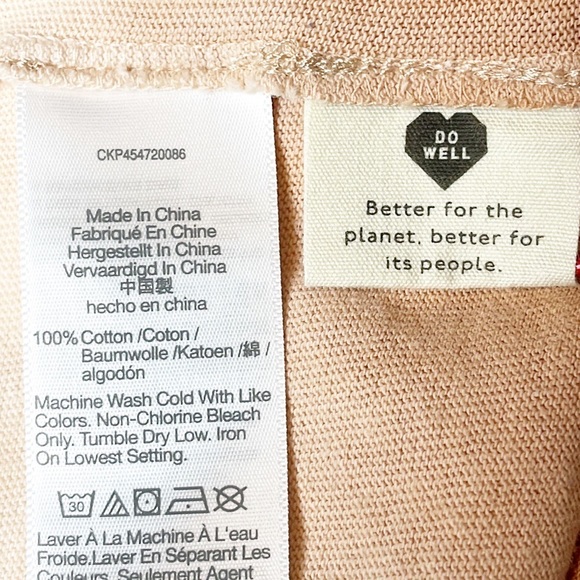 CKP454720086
Made In China
Fabriqué En Chine
Hergestellt In China
Vervaardigd In China
中国製
hecho en china
100% Cotton /Coton /
Baumwolle /Katoen /綿 /
algodón
Machine Wash Cold With Like
Colors. Non-Chlorine Bleach
Only. Tumble Dry Low. Iron
On Lowest Setting.
30
Laver À La Machine À L'eau
Froide.Laver En Séparant Les
Couleurs. Seulement Agent
DO
WELL
Better for the
planet, better for
its people.